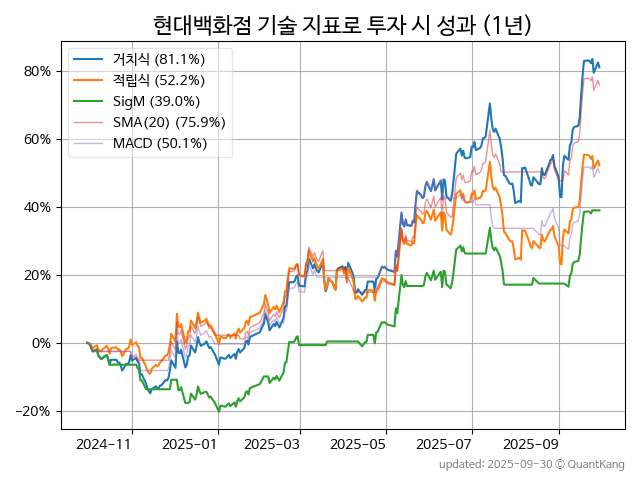 현대백화점 기술 지표로 투자 시 성과 (1년)
거치식 (81.1%)
적립식 (52.2%)
SigM (39.0%)
SMA(20) (75.9%)
MACD (50.1%)
80%
60%
40%
20%
0%
−20%
2024-11 2025-01 2025-03 2025-05 2025-07 2025-09
updated: 2025-09-30 © QuantKang